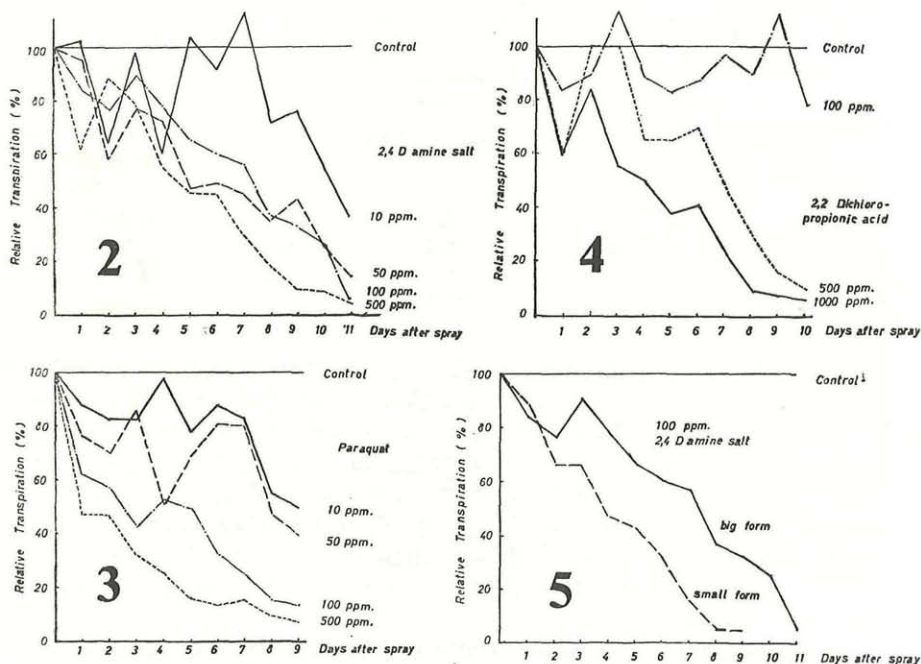 Relative Transpiration (%)
100
80
60
40
20
0
Control
2,4 D amine salt
10 ppm.
50 ppm.
100 ppm.
500 ppm.
2
1 2 3 4 5 6 7 8 9 10 11 Days after spray
Relative Transpiration (%)
100
80
60
40
20
0
Control
100 ppm.
2,2 Dichloro-
propionic acid
500 ppm.
1000 ppm.
4
1 2 3 4 5 6 7 8 9 10 Days after spray
Relative Transpiration (%)
100
80
60
40
20
0
Control
Paraquat
10 ppm.
50 ppm.
100 ppm.
500 ppm.
3
1 2 3 4 5 6 7 8 9 Days after spray
Relative Transpiration (%)
100
80
60
40
20
0
Control
100 ppm.
2,4 D amine salt
big form
small form
5
1 2 3 4 5 6 7 8 9 10 11 Days after spray